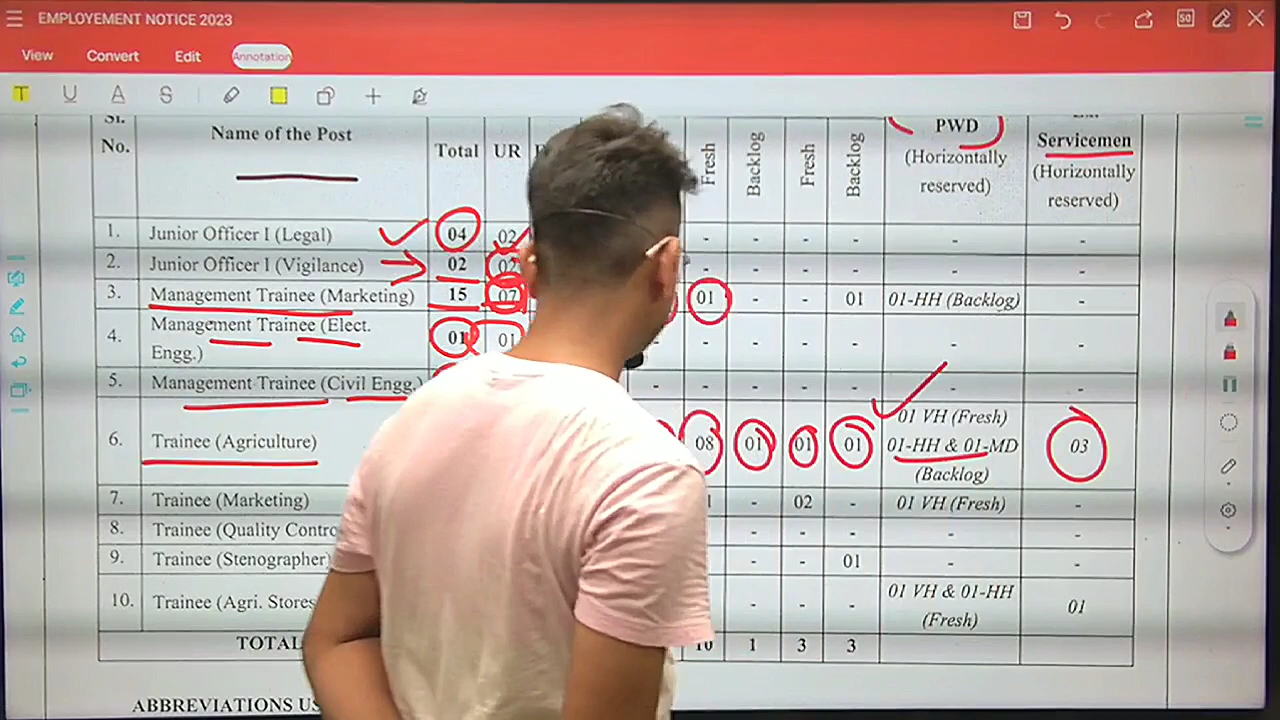 EMPLOYEMENT NOTICE 2023
50
View Convert Edit Annotation
T U A S
Sl. No. Name of the Post Total UR Fresh Backlog Fresh Backlog PWD (Horizontally reserved) Servicemen (Horizontally reserved)
1. Junior Officer I (Legal) 04 02 - - - - - -
2. Junior Officer I (Vigilance) 02 02 - - - - - -
3. Management Trainee (Marketing) 15 07 01 - - 01 01-HH (Backlog) -
4. Management Trainee (Elect. Engg.) 01 01 - - - - - - -
5. Management Trainee (Civil Engg.) - - - - - - -
6. Trainee (Agriculture) 08 01 01 01 01 VH (Fresh) 01-HH & 01-MD (Backlog) 03
7. Trainee (Marketing) - 02 - 01 VH (Fresh) -
8. Trainee (Quality Contro - - - - -
9. Trainee (Stenographer) - - 01 - -
10. Trainee (Agri. Stores - - - 01 VH & 01-HH (Fresh) 01
TOTAL 10 1 3 3
ABBREVIATIONS US